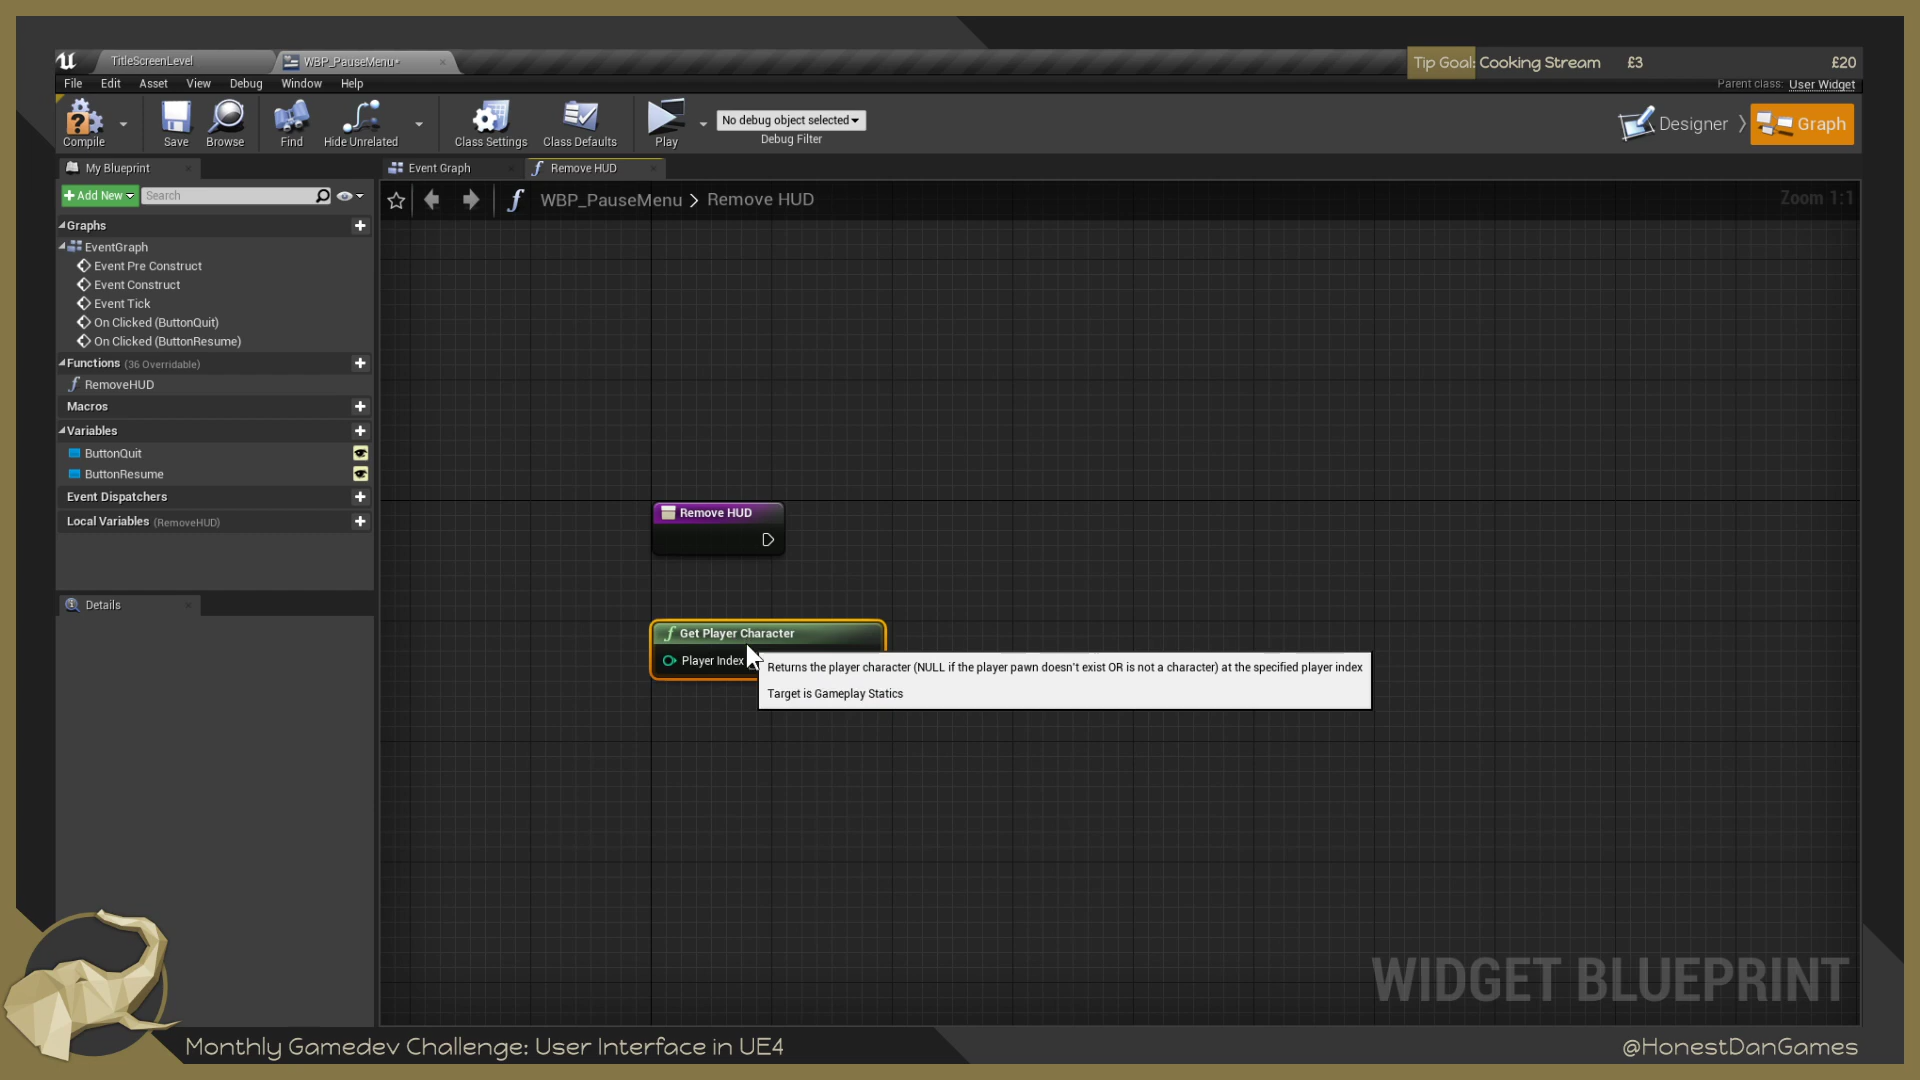 TitleScreenLevel
WBP_PauseMenu*
Tip Goal: Cooking Stream £3 £20
File Edit Asset View Debug Window Help
Parent class: User Widget
Compile
Save
Browse
Find
Hide Unrelated
Class Settings
Class Defaults
Play
No debug object selected
Debug Filter
Designer
Graph
My Blueprint
Event Graph
Remove HUD
+Add New
Search
WBP_PauseMenu > Remove HUD
Zoom 1:1
Graphs
EventGraph
Event Pre Construct
Event Construct
Event Tick
On Clicked (ButtonQuit)
On Clicked (ButtonResume)
Functions (36 Overridable)
RemoveHUD
Macros
Variables
ButtonQuit
ButtonResume
Event Dispatchers
Local Variables (RemoveHUD)
Details
Remove HUD
Get Player Character
Player Index
Returns the player character (NULL if the player pawn doesn't exist OR is not a character) at the specified player index
Target is Gameplay Statics
WIDGET BLUEPRINT
Monthly Gamedev Challenge: User Interface in UE4
@HonestDanGames